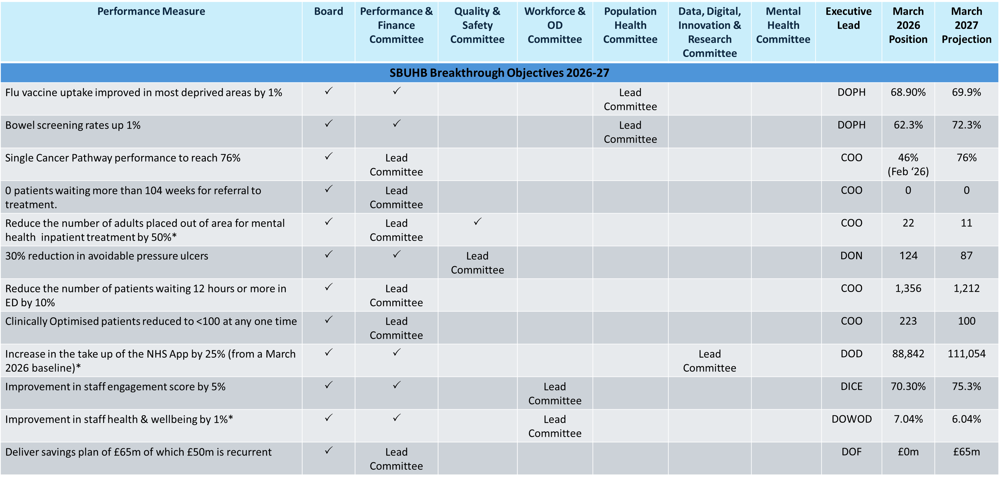 Performance Measure
Board
Performance &
Finance
Committee
Quality &
Safety
Committee
Workforce &
OD
Committee
Population
Health
Committee
Data, Digital,
Innovation &
Research
Committee
Mental
Health
Committee
Executive
Lead
March
2026
Position
March
2027
Projection
SBUHB Breakthrough Objectives 2026-27
Flu vaccine uptake improved in most deprived areas by 1% ✓ ✓ Lead DOPH 68.90% 69.9%
Committee
Bowel screening rates up 1% ✓ ✓ Lead DOPH 62.3% 72.3%
Committee
Single Cancer Pathway performance to reach 76% ✓ Lead COO 46% 76%
Committee (Feb ‘26)
0 patients waiting more than 104 weeks for referral to ✓ Lead COO 0 0
treatment. Committee
Reduce the number of adults placed out of area for mental ✓ Lead ✓ COO 22 11
health inpatient treatment by 50%* Committee
30% reduction in avoidable pressure ulcers ✓ ✓ Lead DON 124 87
Committee
Reduce the number of patients waiting 12 hours or more in ✓ Lead COO 1,356 1,212
ED by 10% Committee
Clinically Optimised patients reduced to <100 at any one time ✓ Lead COO 223 100
Committee
Increase in the take up of the NHS App by 25% (from a March ✓ ✓ Lead DOD 88,842 111,054
2026 baseline)* Committee
Improvement in staff engagement score by 5% ✓ ✓ Lead DICE 70.30% 75.3%
Committee
Improvement in staff health & wellbeing by 1%* ✓ ✓ Lead DOWOD 7.04% 6.04%
Committee
Deliver savings plan of £65m of which £50m is recurrent ✓ Lead DOF £0m £65m
Committee